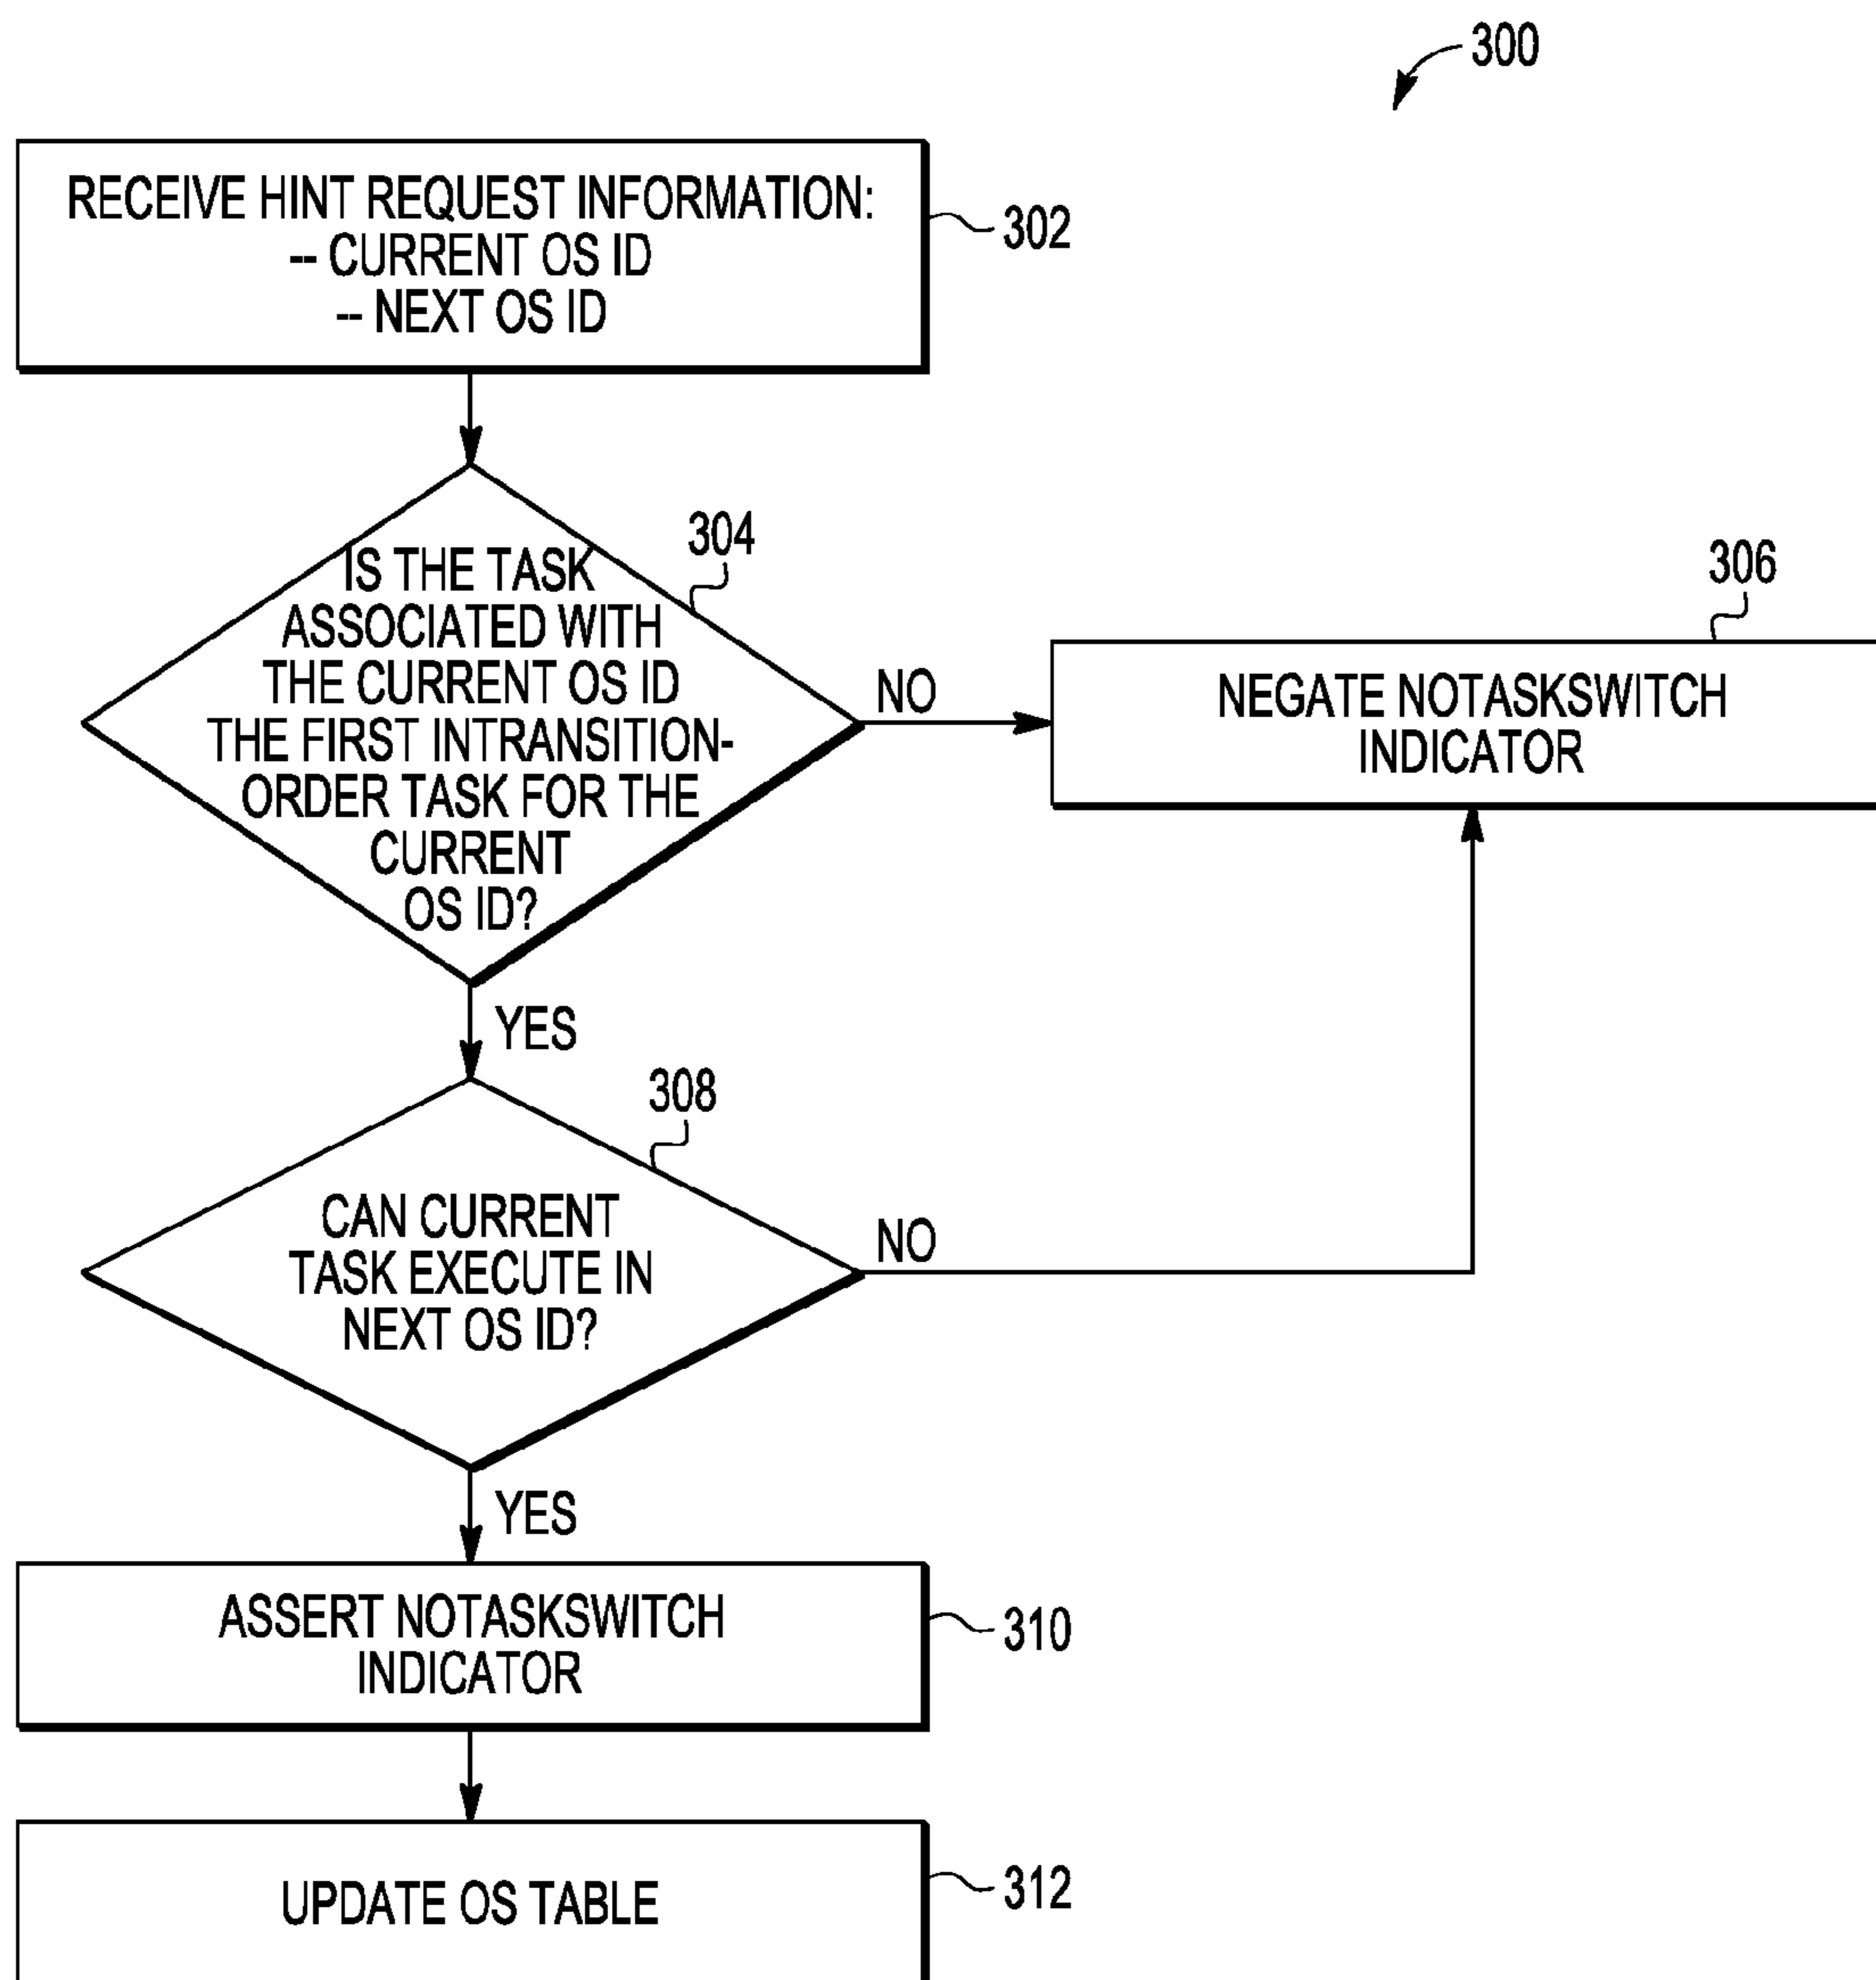 300
RECEIVE HINT REQUEST INFORMATION:
-- CURRENT OS ID
-- NEXT OS ID
302
304
IS THE TASK
ASSOCIATED WITH
THE CURRENT OS ID
THE FIRST INTRANSITION-
ORDER TASK FOR THE
CURRENT
OS ID?
NO
306
NEGATE NOTASKSWITCH
INDICATOR
YES
308
CAN CURRENT
TASK EXECUTE IN
NEXT OS ID?
NO
YES
ASSERT NOTASKSWITCH
INDICATOR
310
UPDATE OS TABLE
312